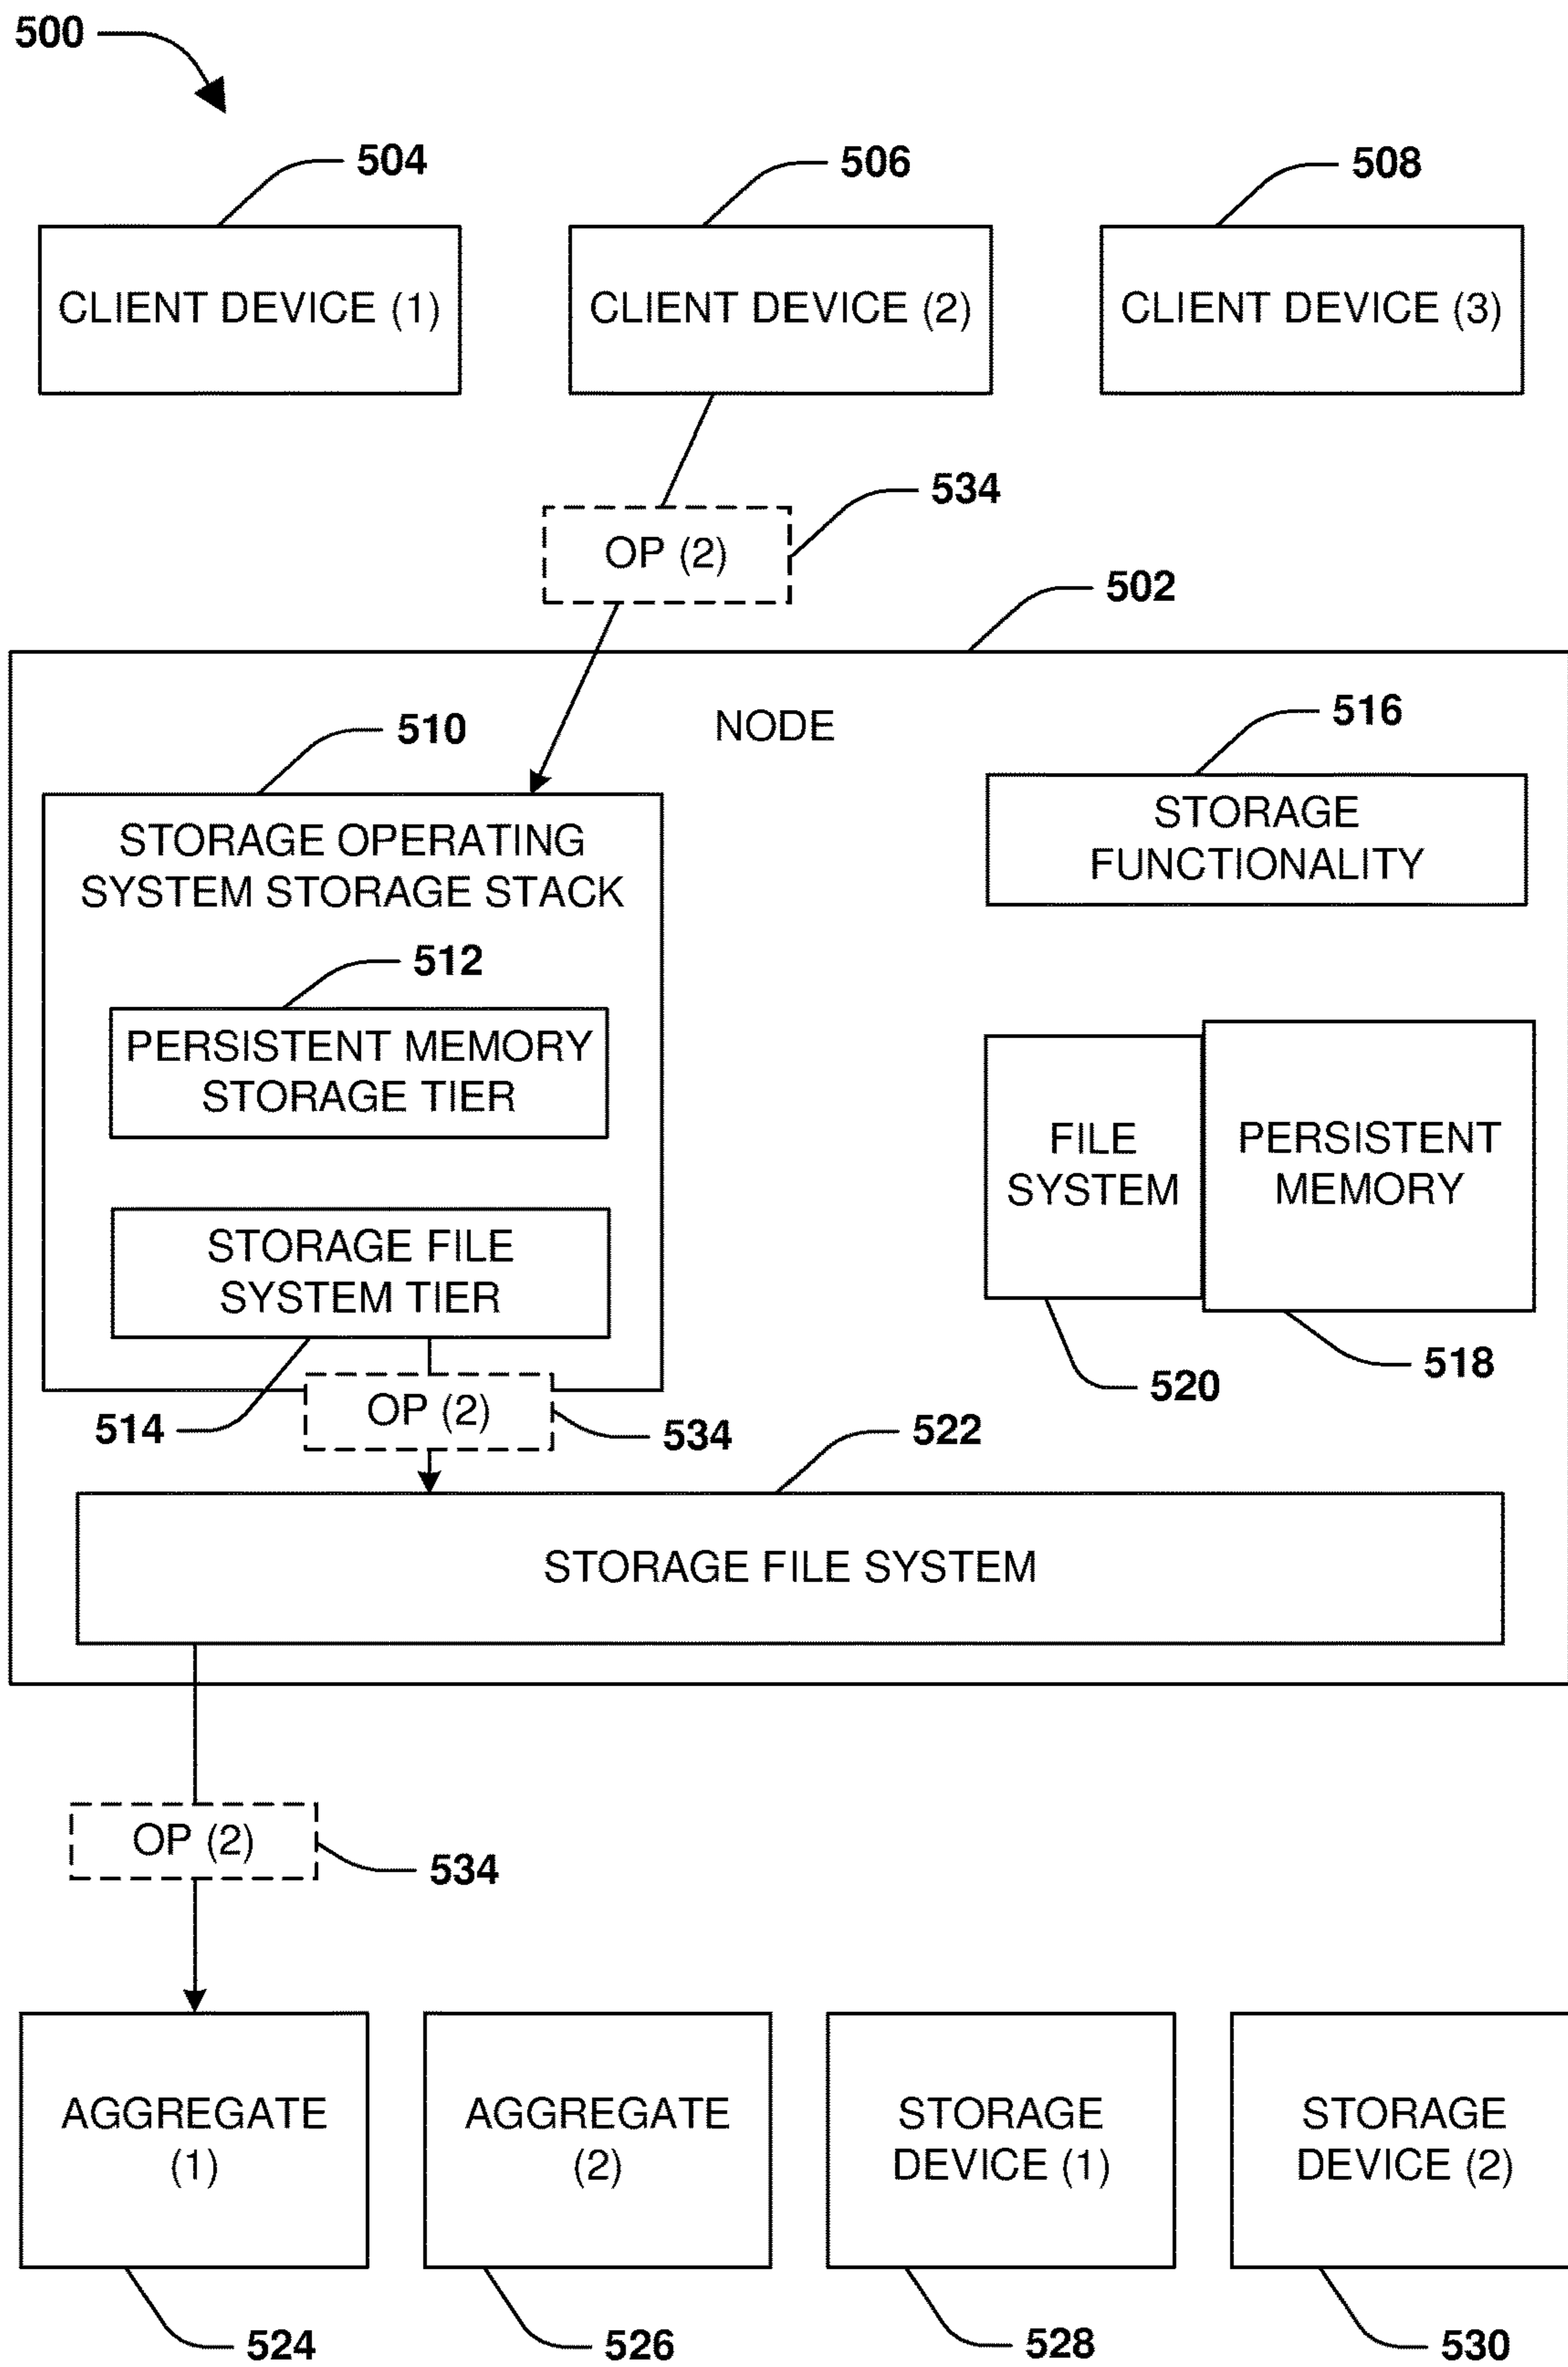 500
504
506
508
CLIENT DEVICE (1)
CLIENT DEVICE (2)
CLIENT DEVICE (3)
534
OP (2)
502
NODE
510
516
STORAGE OPERATING
SYSTEM STORAGE STACK
STORAGE
FUNCTIONALITY
512
PERSISTENT MEMORY
STORAGE TIER
FILE
SYSTEM
PERSISTENT
MEMORY
STORAGE FILE
SYSTEM TIER
520
518
514
OP (2)
534
522
STORAGE FILE SYSTEM
OP (2)
534
AGGREGATE
(1)
AGGREGATE
(2)
STORAGE
DEVICE (1)
STORAGE
DEVICE (2)
524
526
528
530